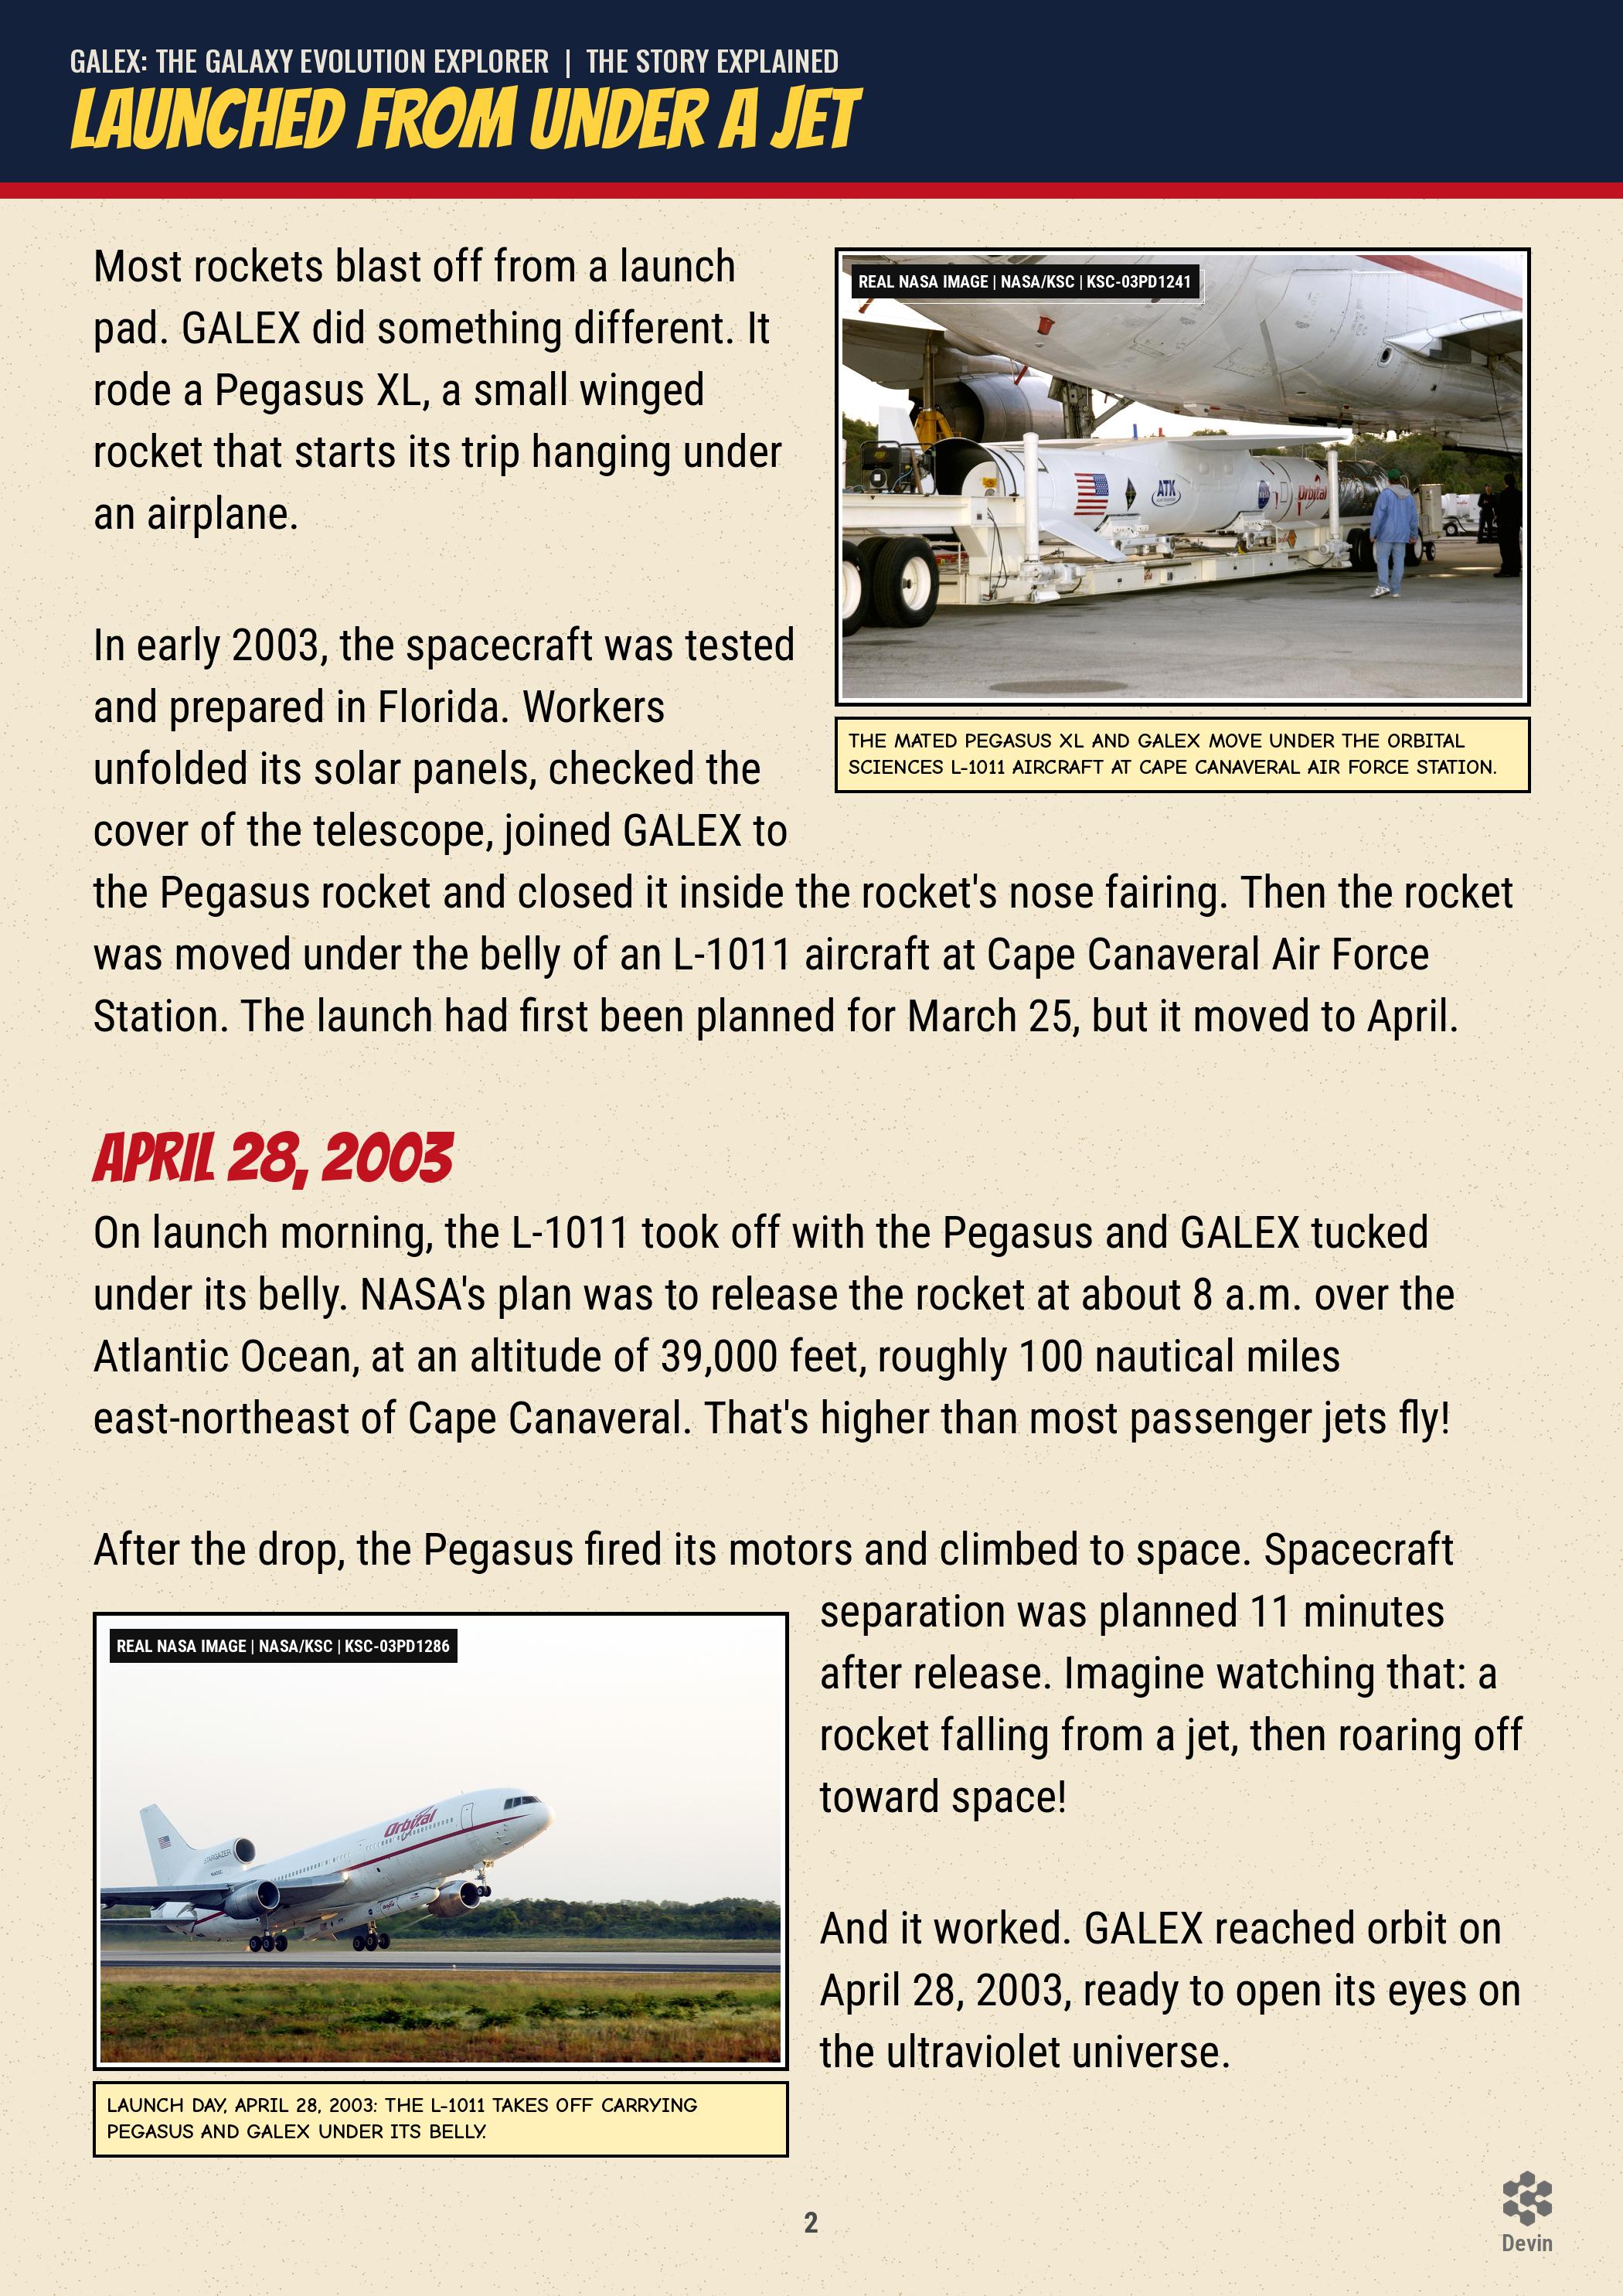 GALEX: THE GALAXY EVOLUTION EXPLORER | THE STORY EXPLAINED
LAUNCHED FROM UNDER A JET
Most rockets blast off from a launch
pad. GALEX did something different. It
rode a Pegasus XL, a small winged
rocket that starts its trip hanging under
an airplane.
REAL NASA IMAGE | NASA/KSC | KSC-03PD1241
ATK
Orbital
THE MATED PEGASUS XL AND GALEX MOVE UNDER THE ORBITAL
SCIENCES L-1011 AIRCRAFT AT CAPE CANAVERAL AIR FORCE STATION.
In early 2003, the spacecraft was tested
and prepared in Florida. Workers
unfolded its solar panels, checked the
cover of the telescope, joined GALEX to
the Pegasus rocket and closed it inside the rocket's nose fairing. Then the rocket
was moved under the belly of an L-1011 aircraft at Cape Canaveral Air Force
Station. The launch had first been planned for March 25, but it moved to April.
APRIL 28, 2003
On launch morning, the L-1011 took off with the Pegasus and GALEX tucked
under its belly. NASA's plan was to release the rocket at about 8 a.m. over the
Atlantic Ocean, at an altitude of 39,000 feet, roughly 100 nautical miles
east-northeast of Cape Canaveral. That's higher than most passenger jets fly!
After the drop, the Pegasus fired its motors and climbed to space. Spacecraft
separation was planned 11 minutes
after release. Imagine watching that: a
rocket falling from a jet, then roaring off
toward space!
And it worked. GALEX reached orbit on
April 28, 2003, ready to open its eyes on
the ultraviolet universe.
REAL NASA IMAGE | NASA/KSC | KSC-03PD1286
Orbital
STARGAZER
LAUNCH DAY, APRIL 28, 2003: THE L-1011 TAKES OFF CARRYING
PEGASUS AND GALEX UNDER ITS BELLY.
2
Devin